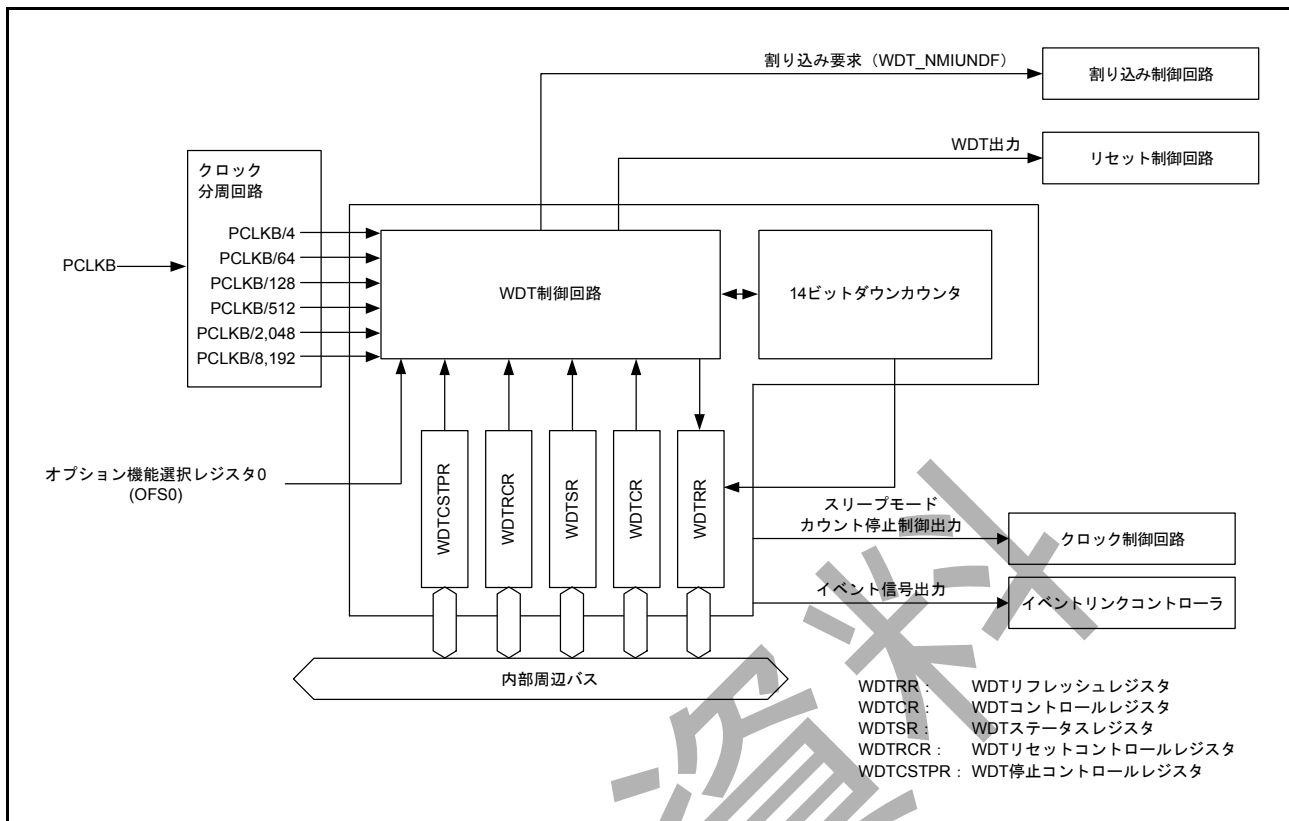 割り込み要求（WDT_NMIUNDF）
割り込み制御回路
WDT出力
リセット制御回路
クロック
分周回路
PCLKB
PCLKB/4
PCLKB/64
PCLKB/128
PCLKB/512
PCLKB/2,048
PCLKB/8,192
WDT制御回路
14ビットダウンカウンタ
オプション機能選択レジスタ0
(OFS0)
WDTCSTPR
WDTRCR
WDTSR
WDTCR
WDTRR
スリープモード
カウント停止制御出力
クロック制御回路
イベント信号出力
イベントリンクコントローラ
内部周辺バス
WDTRR： WDTリフレッシュレジスタ
WDTCR： WDTコントロールレジスタ
WDTSR： WDTステータスレジスタ
WDTRCR： WDTリセットコントロールレジスタ
WDTCSTPR： WDT停止コントロールレジスタ
資料